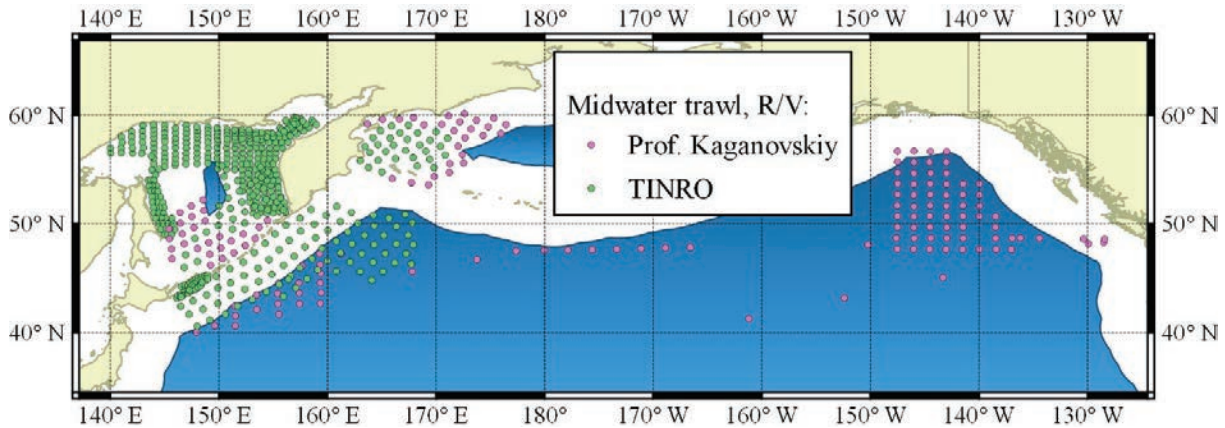 140° E 150°E 160°E 170°E 180° 170°W 160°W 150°W 140°W 130°W
60° N
50° N
40° N
Midwater trawl, R/V:
Prof. Kaganovskiy
TINRO
60° N
50° N
40° N
140° E 150°E 160°E 170° 180° 170°W 160°W 150°W 140°W 130°W